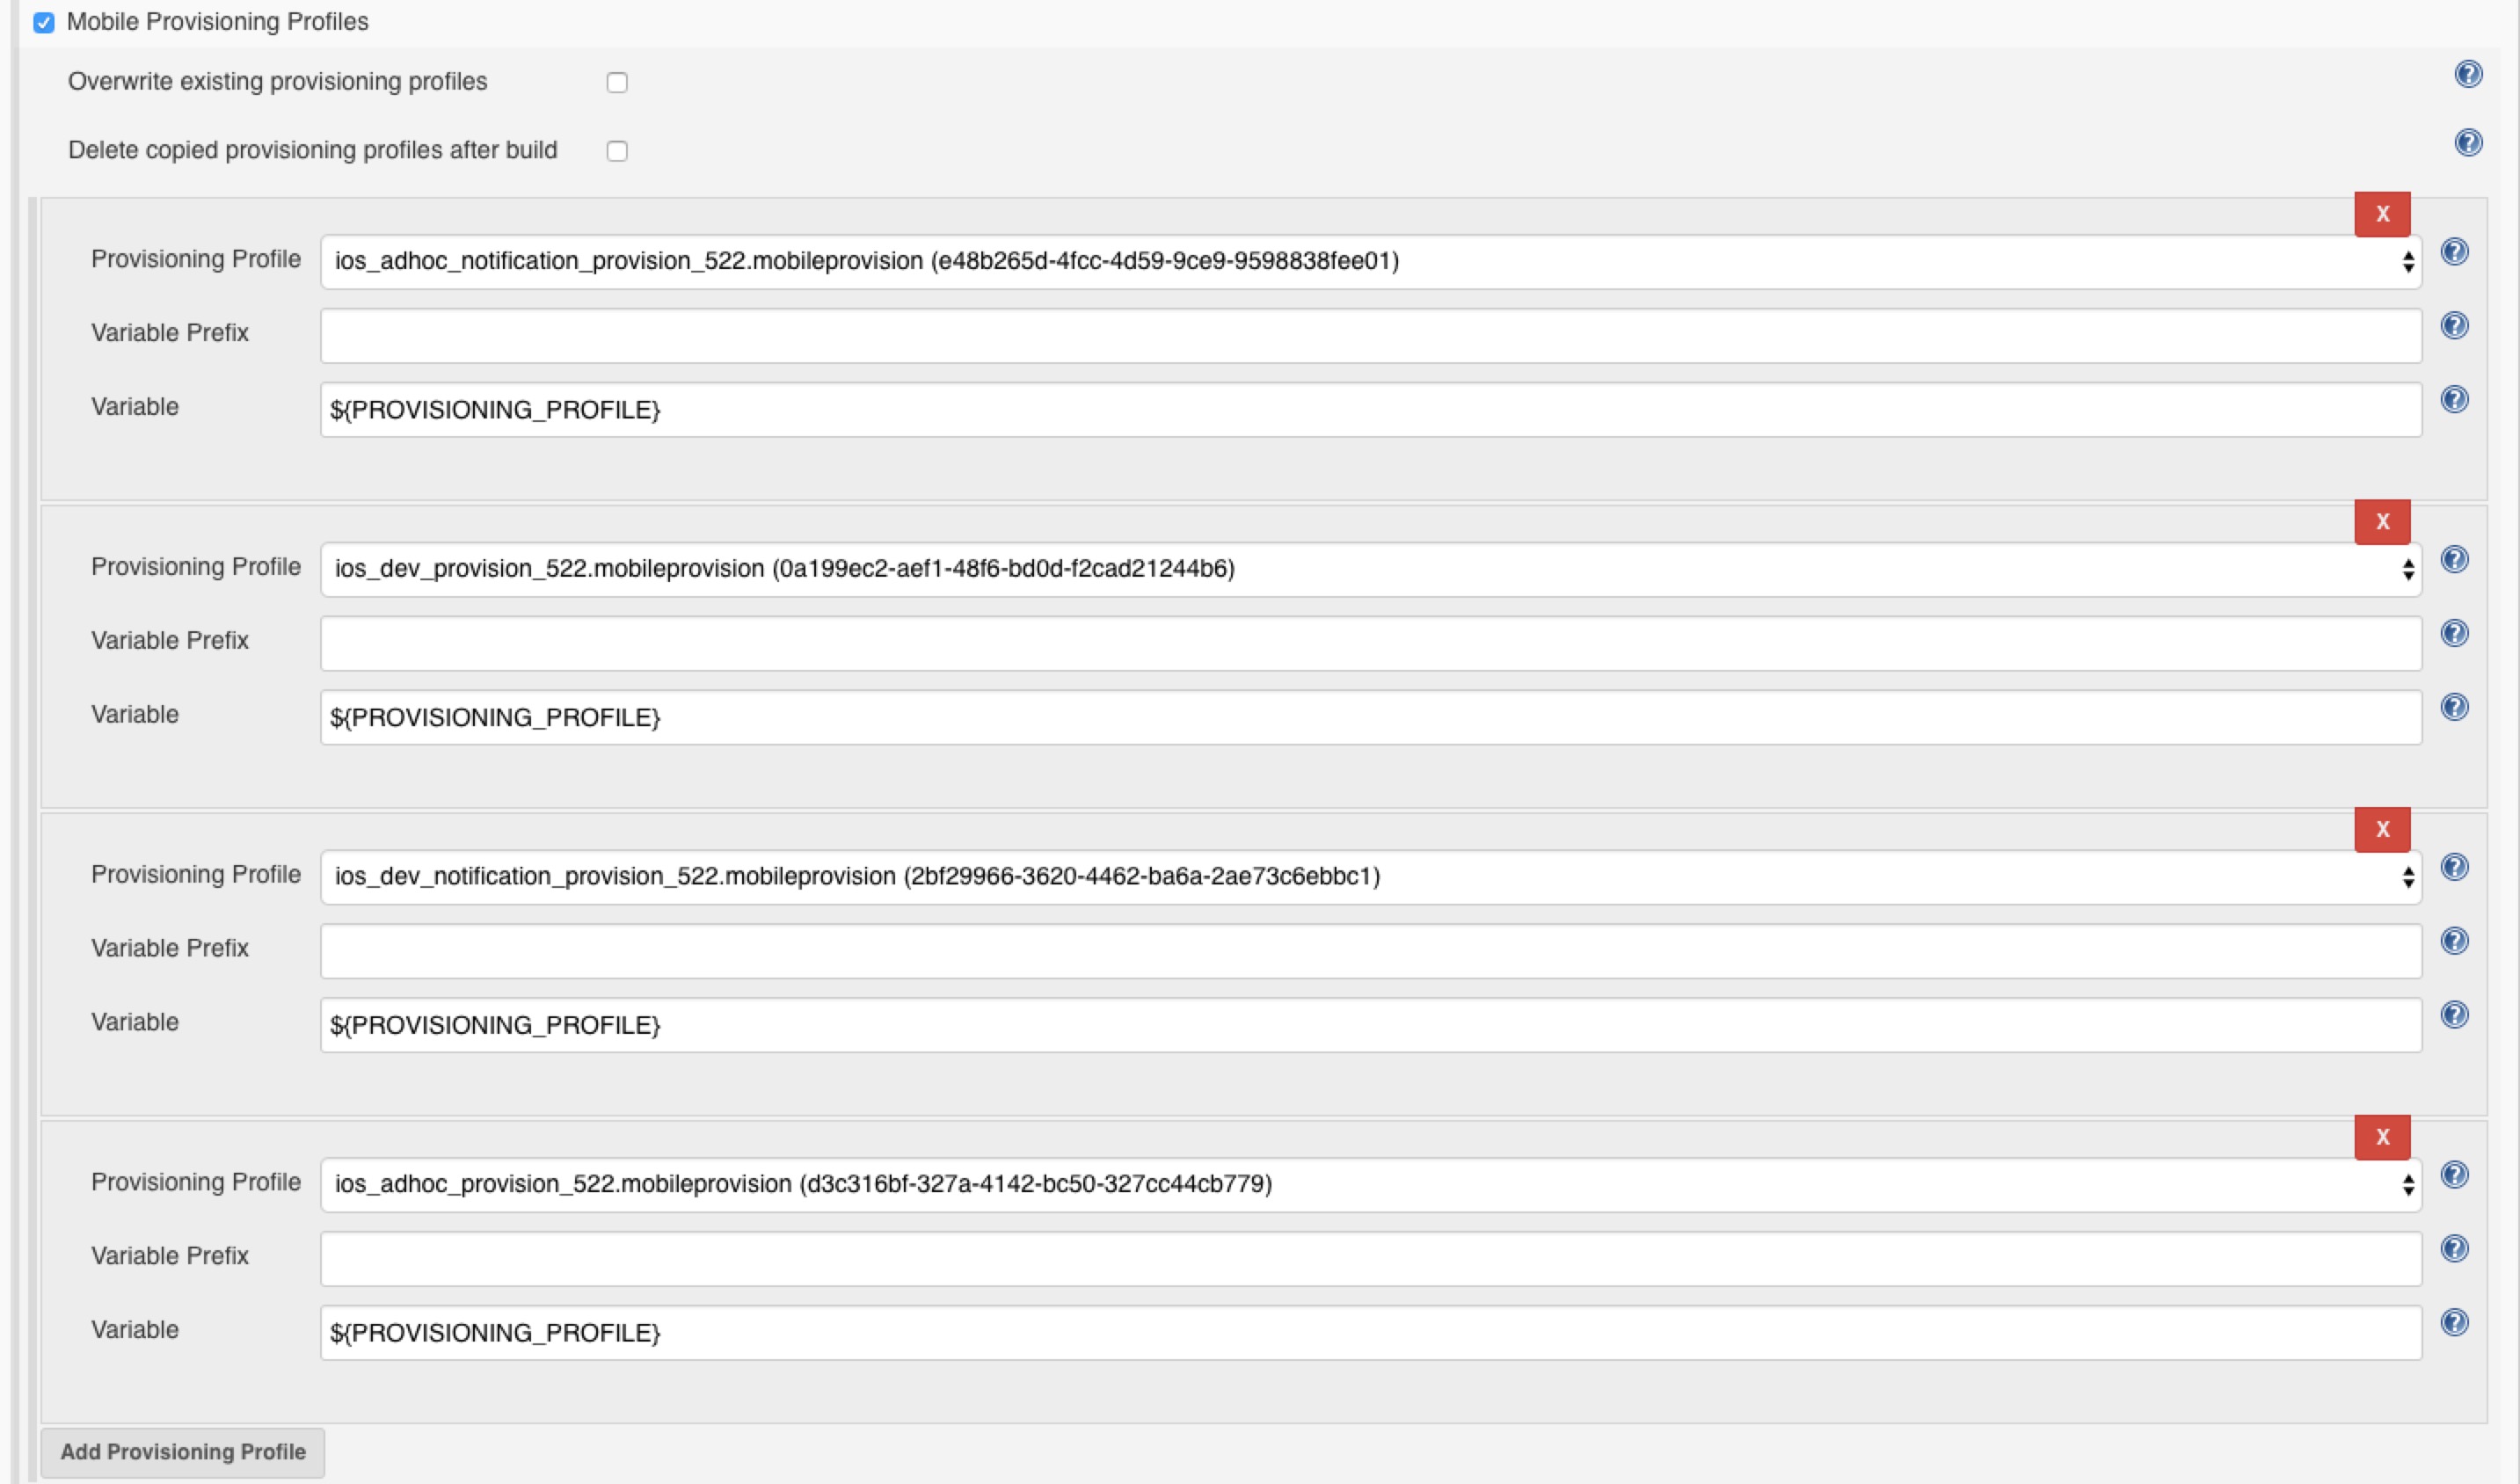 Mobile Provisioning Profiles
Overwrite existing provisioning profiles
Delete copied provisioning profiles after build
X
Provisioning Profile ios_adhoc_notification_provision_522.mobileprovision (e48b265d-4fcc-4d59-9ce9-9598838fee01)
Variable Prefix
Variable ${PROVISIONING_PROFILE}
X
Provisioning Profile ios_dev_provision_522.mobileprovision (0a199ec2-aef1-48f6-bd0d-f2cad21244b6)
Variable Prefix
Variable ${PROVISIONING_PROFILE}
X
Provisioning Profile ios_dev_notification_provision_522.mobileprovision (2bf29966-3620-4462-ba6a-2ae73c6ebbc1)
Variable Prefix
Variable ${PROVISIONING_PROFILE}
X
Provisioning Profile ios_adhoc_provision_522.mobileprovision (d3c316bf-327a-4142-bc50-327cc44cb779)
Variable Prefix
Variable ${PROVISIONING_PROFILE}
Add Provisioning Profile